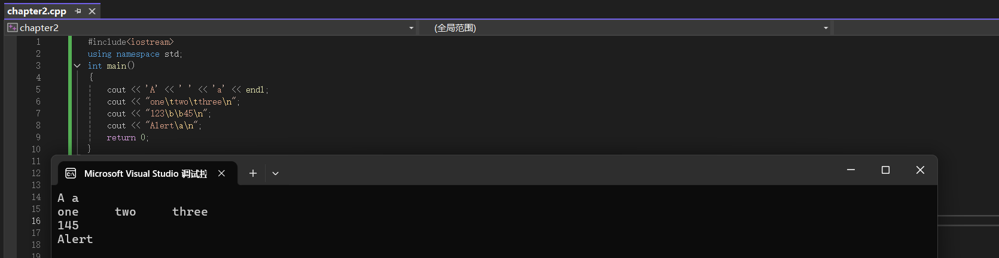 chapter2.cpp
chapter2 (全局范围)
1 #include<iostream>
2 using namespace std;
3 int main()
4 {
5 cout << 'A' << ' ' << 'a' << endl;
6 cout << "one\ttwo\tthree\n";
7 cout << "123\b\b45\n";
8 cout << "Alert\a\n";
9 return 0;
10 }
11
12
13
14
15
16
17
18
19
Microsoft Visual Studio 调试控
A a
one two three
145
Alert